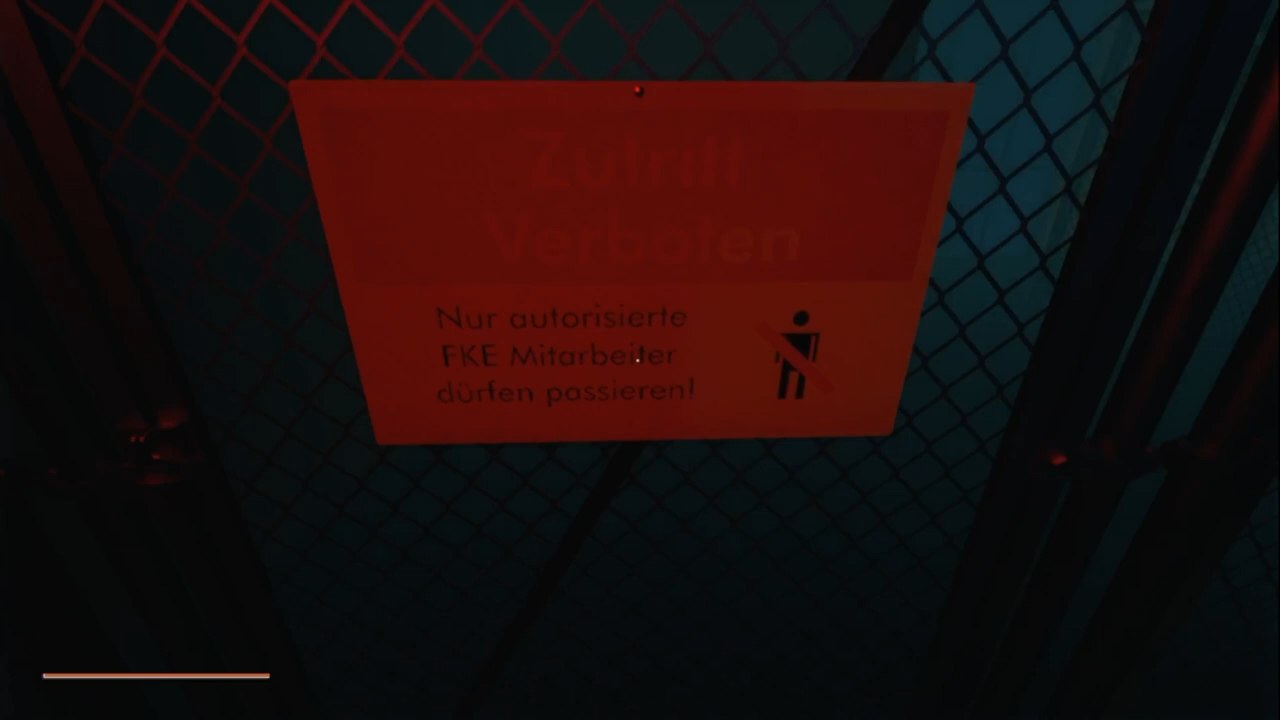 Zutritt
Verboten
Nur autorisierte
FKE Mitarbeiter
dürfen passieren!